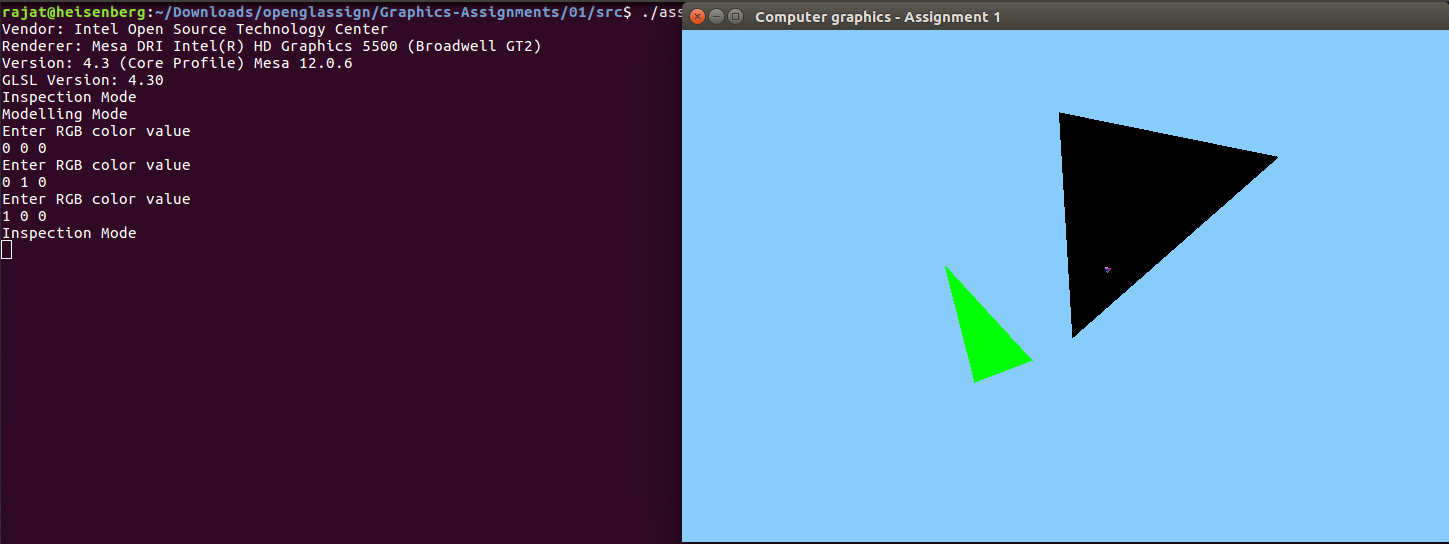 rajat@heisenberg:~/Downloads/openglassign/Graphics-Assignments/01/src$ ./ass
Computer graphics - Assignment 1
Vendor: Intel Open Source Technology Center
Renderer: Mesa DRI Intel(R) HD Graphics 5500 (Broadwell GT2)
Version: 4.3 (Core Profile) Mesa 12.0.6
GLSL Version: 4.30
Inspection Mode
Modelling Mode
Enter RGB color value
0 0 0
Enter RGB color value
0 1 0
Enter RGB color value
1 0 0
Inspection Mode